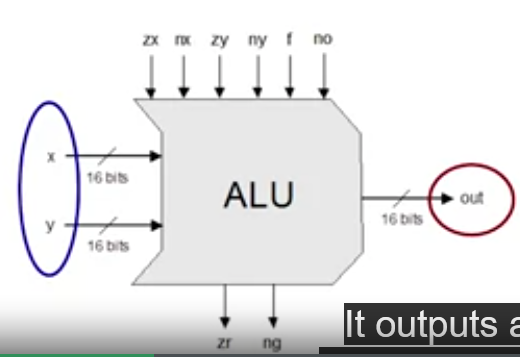 zx nx zy ny f no
x
16 bits
ALU
out
y
16 bits
16 bits
It outputs a
zr ng